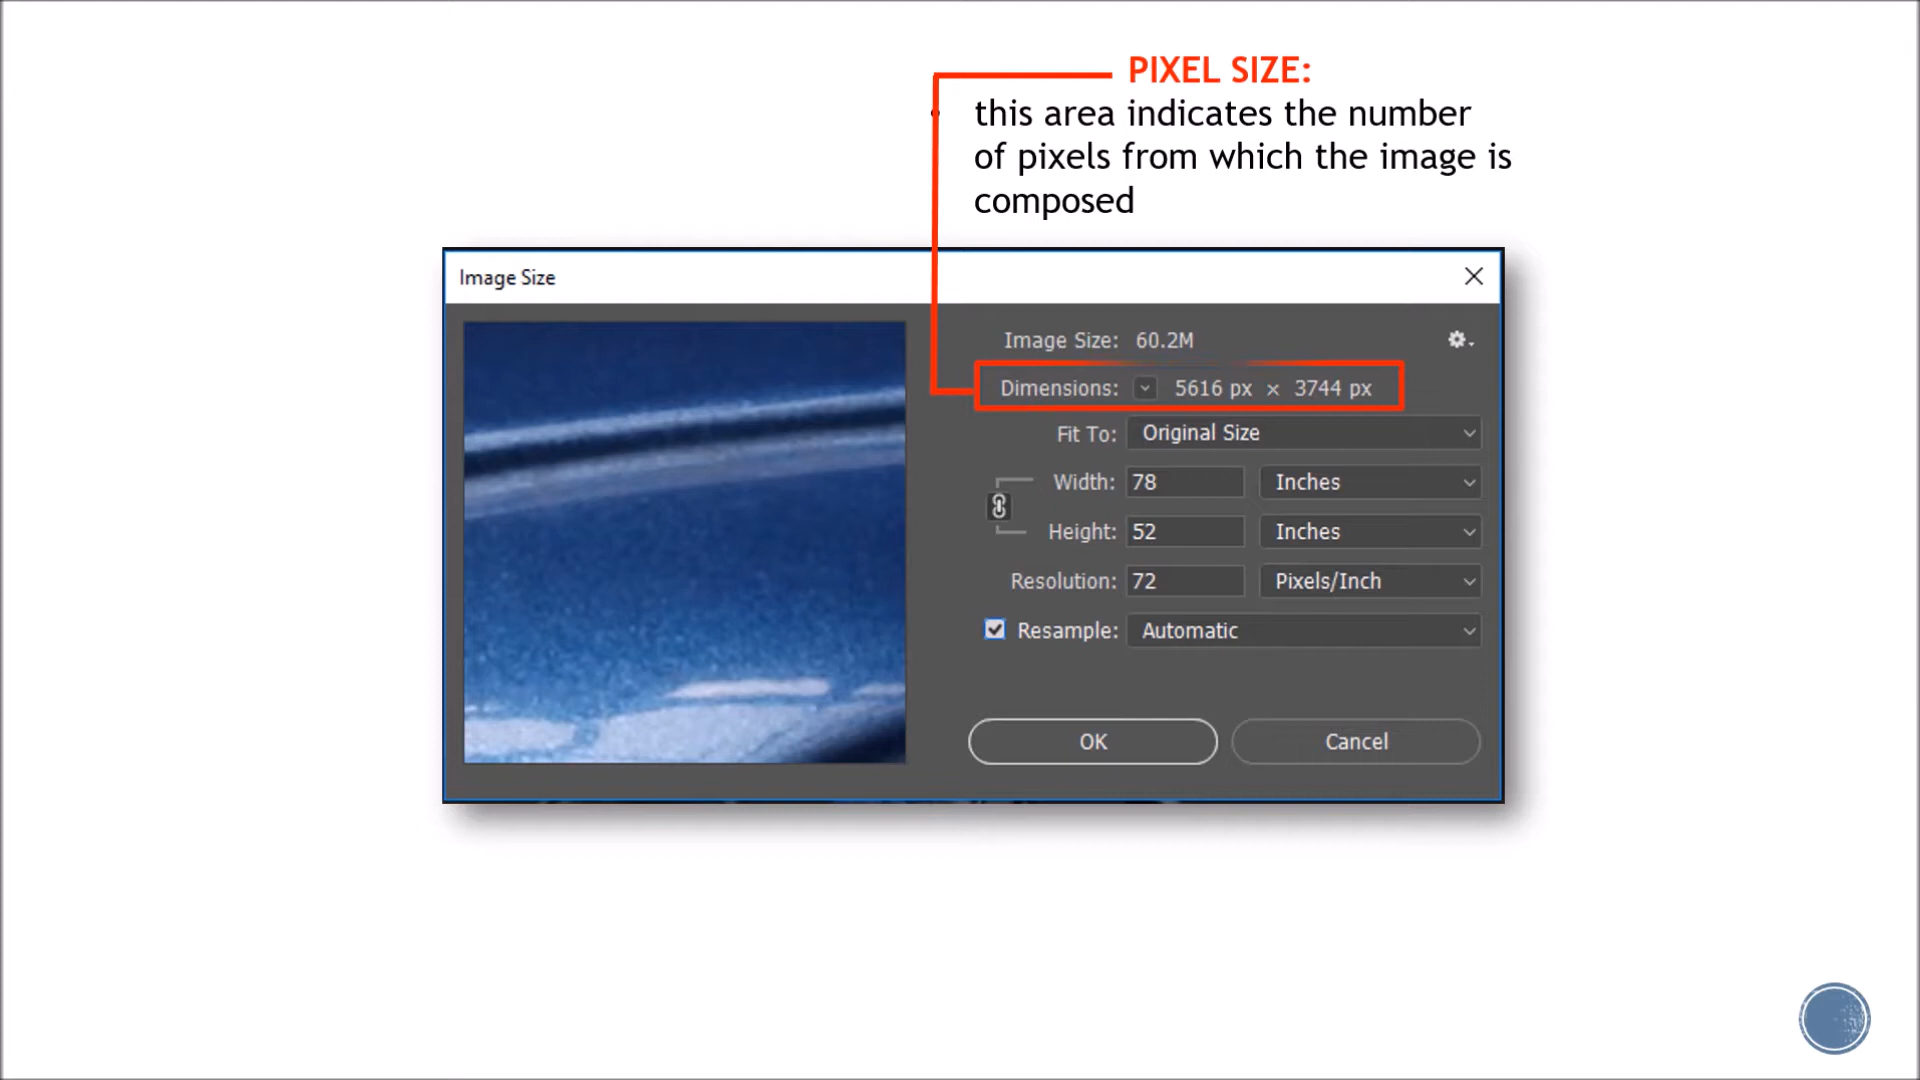 PIXEL SIZE:
• this area indicates the number
of pixels from which the image is
composed
Image Size
Image Size: 60.2M
Dimensions: 5616 px × 3744 px
Fit To: Original Size
Width: 78 Inches
Height: 52 Inches
Resolution: 72 Pixels/Inch
Resample: Automatic
OK Cancel